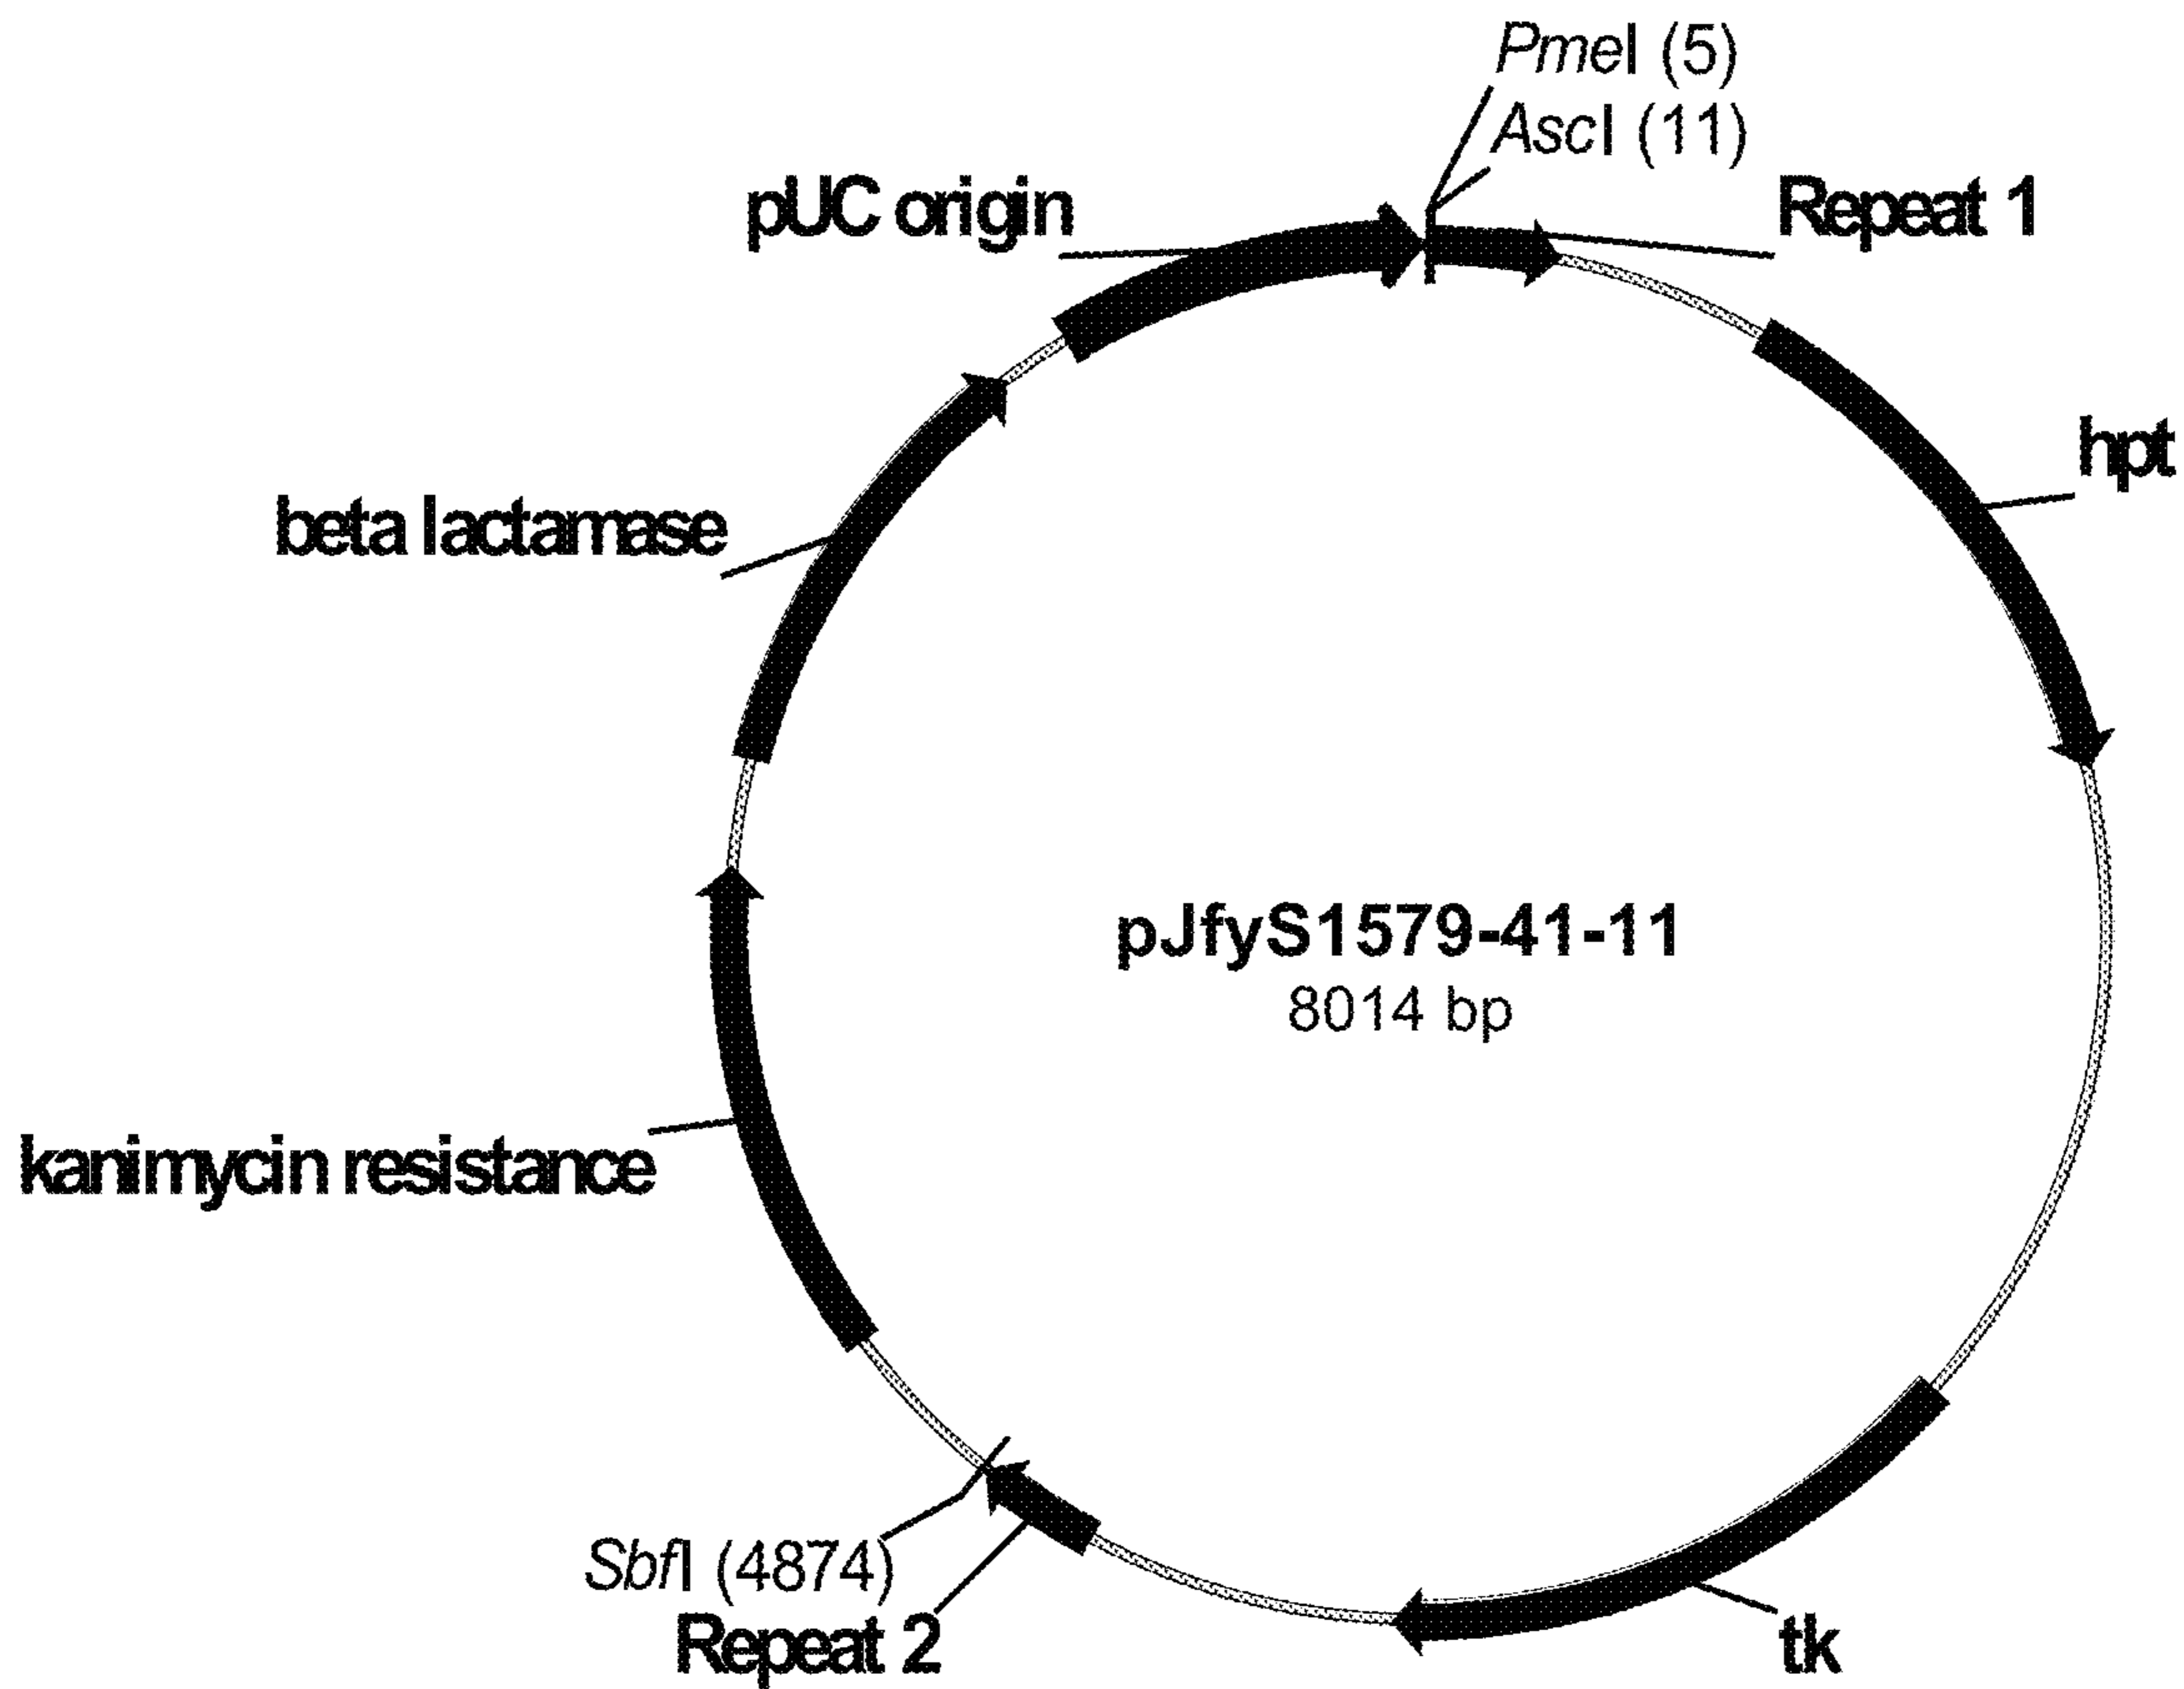 PmeI (5)
AscI (11)
pUC origin
Repeat 1
hpt
beta lactamase
pJfyS1579-41-11
8014 bp
kanimycin resistance
SbfI (4874)
Repeat 2
tk